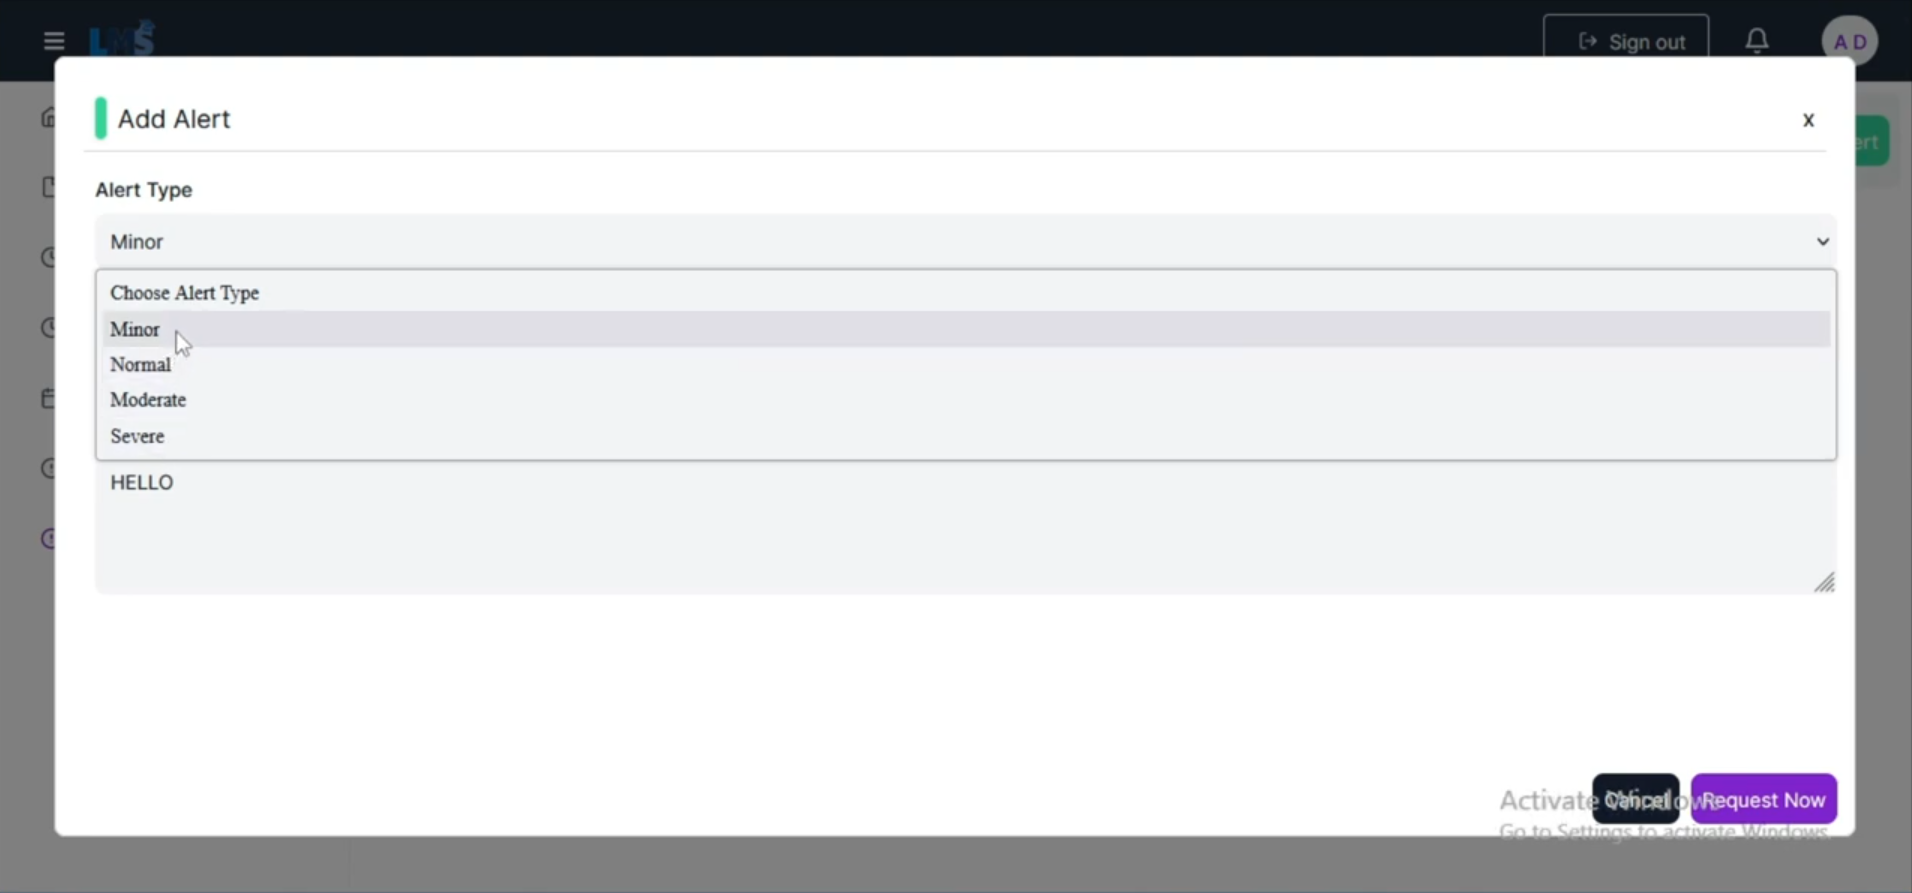 LMS
Sign out
A D
Add Alert
x
ert
Alert Type
Minor
Choose Alert Type
Minor
Normal
Moderate
Severe
HELLO
Cancel
Request Now
Activate Windows
Go to Settings to activate Windows.